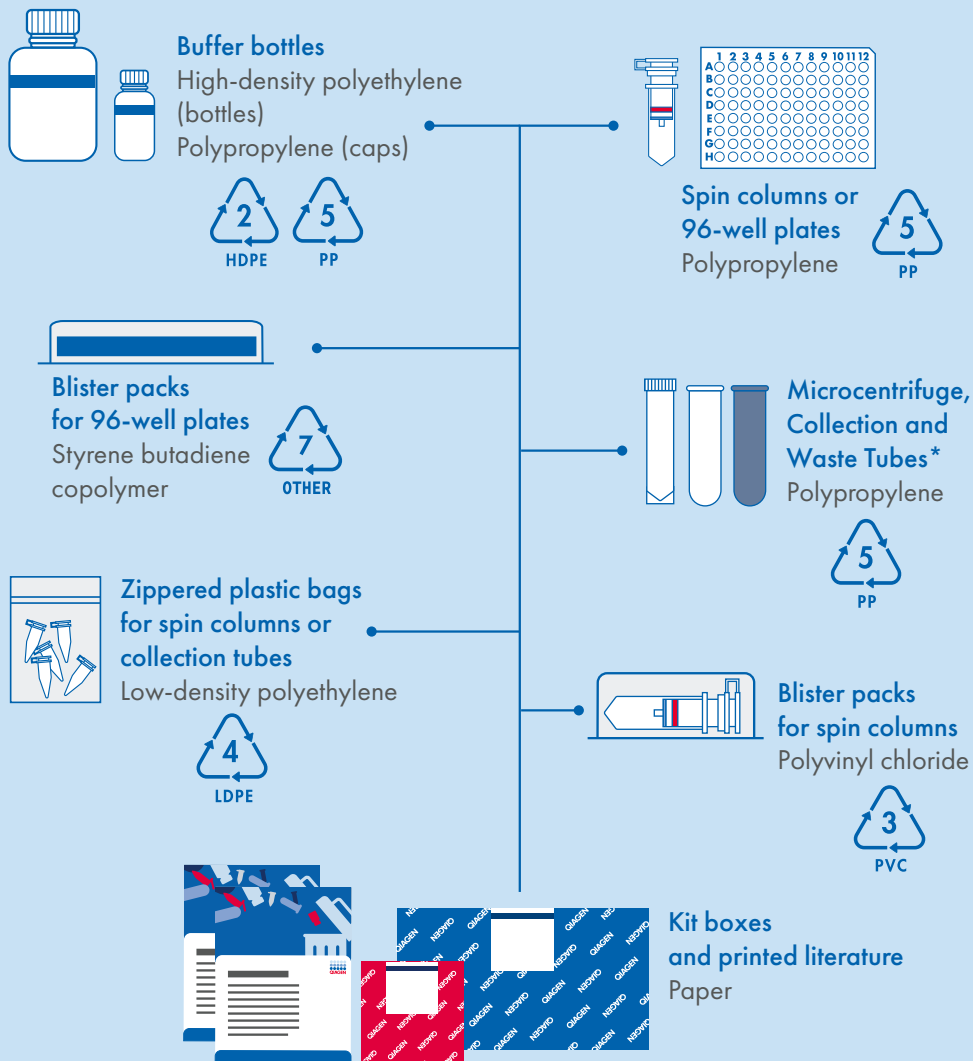 Buffer bottles
High-density polyethylene
(bottles)
Polypropylene (caps)
2
HDPE
5
PP
1 2 3 4 5 6 7 8 9 10 11 12
A
B
C
D
E
F
G
H
Spin columns or
96-well plates
Polypropylene
5
PP
Blister packs
for 96-well plates
Styrene butadiene
copolymer
7
OTHER
Microcentrifuge,
Collection and
Waste Tubes*
Polypropylene
5
PP
Zippered plastic bags
for spin columns or
collection tubes
Low-density polyethylene
4
LDPE
Blister packs
for spin columns
Polyvinyl chloride
3
PVC
QIAGEN
QIAGEN
QIAGEN
Kit boxes
and printed literature
Paper